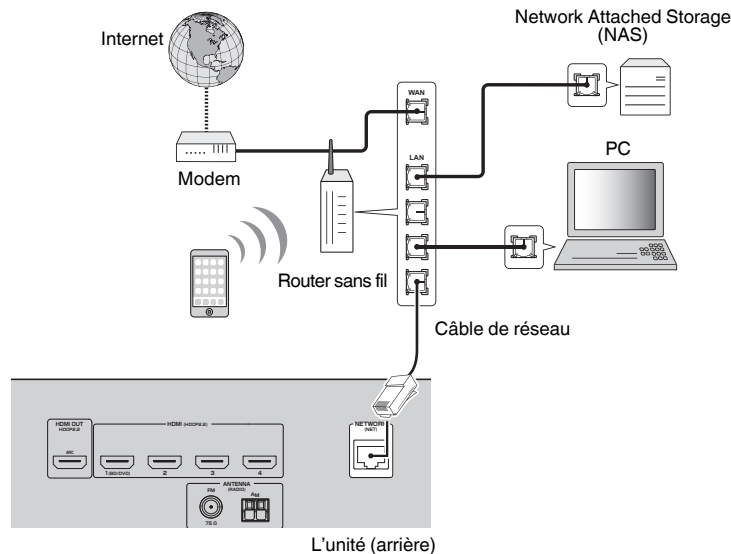 Network Attached Storage
(NAS)
Internet
WAN
Modem
LAN
PC
Router sans fil
Câble de réseau
HDMI OUT
HDCP2.2
ARC
HDMI (HDCP2.2)
1 (BD/DVD)
2
3
4
NETWORK
(NET)
ANTENNA
(RADIO)
FM
AM
75 Ω
L'unité (arrière)